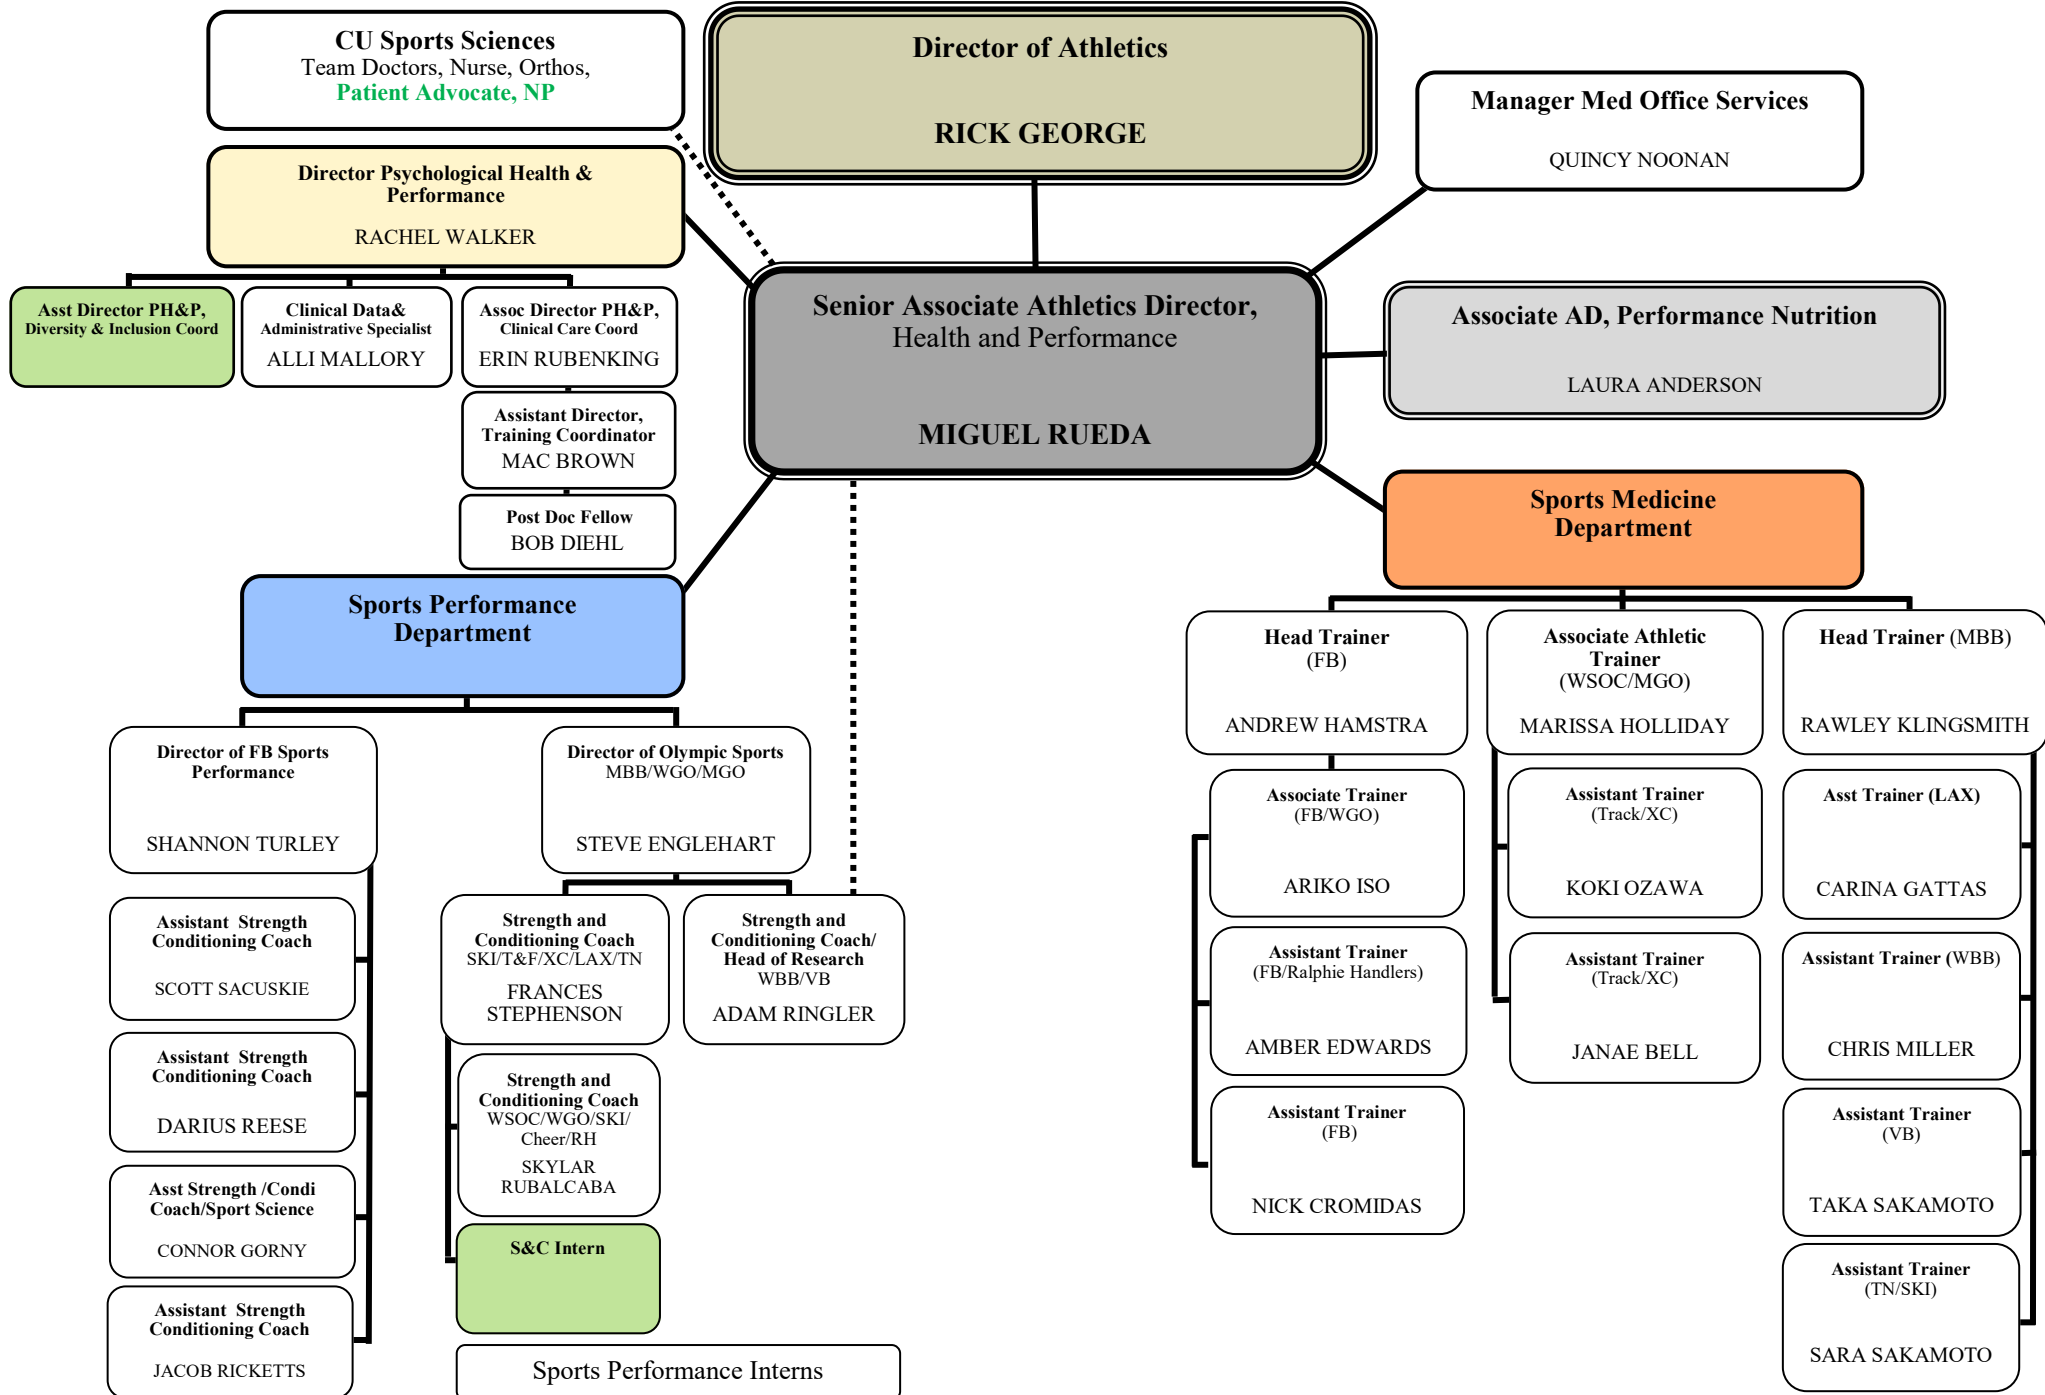 CU Sports Sciences
Team Doctors, Nurse, Orthos,
Patient Advocate, NP
Director of Athletics
RICK GEORGE
Manager Med Office Services
QUINCY NOONAN
Director Psychological Health &
Performance
RACHEL WALKER
Asst Director PH&P,
Diversity & Inclusion Coord
Clinical Data&
Administrative Specialist
ALLI MALLORY
Assoc Director PH&P,
Clinical Care Coord
ERIN RUBENKING
Assistant Director,
Training Coordinator
MAC BROWN
Post Doc Fellow
BOB DIEHL
Senior Associate Athletics Director,
Health and Performance
MIGUEL RUEDA
Associate AD, Performance Nutrition
LAURA ANDERSON
Sports Performance
Department
Director of FB Sports
Performance
SHANNON TURLEY
Assistant  Strength
Conditioning Coach
SCOTT SACUSKIE
Assistant  Strength
Conditioning Coach
DARIUS REESE
Asst Strength /Condi
Coach/Sport Science
CONNOR GORNY
Assistant  Strength
Conditioning Coach
JACOB RICKETTS
Director of Olympic Sports
MBB/WGO/MGO
STEVE ENGLEHART
Strength and
Conditioning Coach
SKI/T&F/XC/LAX/TN
FRANCES
STEPHENSON
Strength and
Conditioning Coach/
Head of Research
WBB/VB
ADAM RINGLER
Strength and
Conditioning Coach
WSOC/WGO/SKI/
Cheer/RH
SKYLAR
RUBALCABA
S&C Intern
Sports Performance Interns
Sports Medicine
Department
Head Trainer
(FB)
ANDREW HAMSTRA
Associate Trainer
(FB/WGO)
ARIKO ISO
Assistant Trainer
(FB/Ralphie Handlers)
AMBER EDWARDS
Assistant Trainer
(FB)
NICK CROMIDAS
Associate Athletic
Trainer
(WSOC/MGO)
MARISSA HOLLIDAY
Assistant Trainer
(Track/XC)
KOKI OZAWA
Assistant Trainer
(Track/XC)
JANAE BELL
Head Trainer (MBB)
RAWLEY KLINGSMITH
Asst Trainer (LAX)
CARINA GATTAS
Assistant Trainer (WBB)
CHRIS MILLER
Assistant Trainer
(VB)
TAKA SAKAMOTO
Assistant Trainer
(TN/SKI)
SARA SAKAMOTO